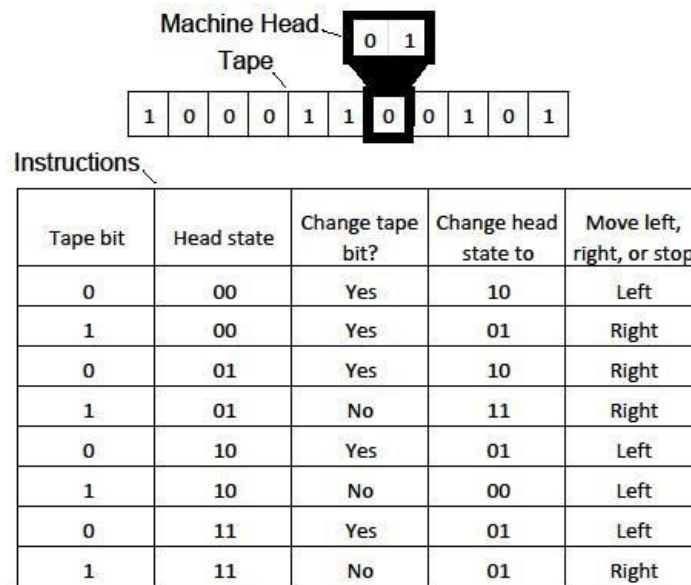 Machine Head
0 1
Tape
1 0 0 0 1 1 0 0 1 0 1
Instructions
Tape bit Head state Change tape bit? Change head state to Move left, right, or stop
0 00 Yes 10 Left
1 00 Yes 01 Right
0 01 Yes 10 Right
1 01 No 11 Right
0 10 Yes 01 Left
1 10 No 00 Left
0 11 Yes 01 Left
1 11 No 01 Right